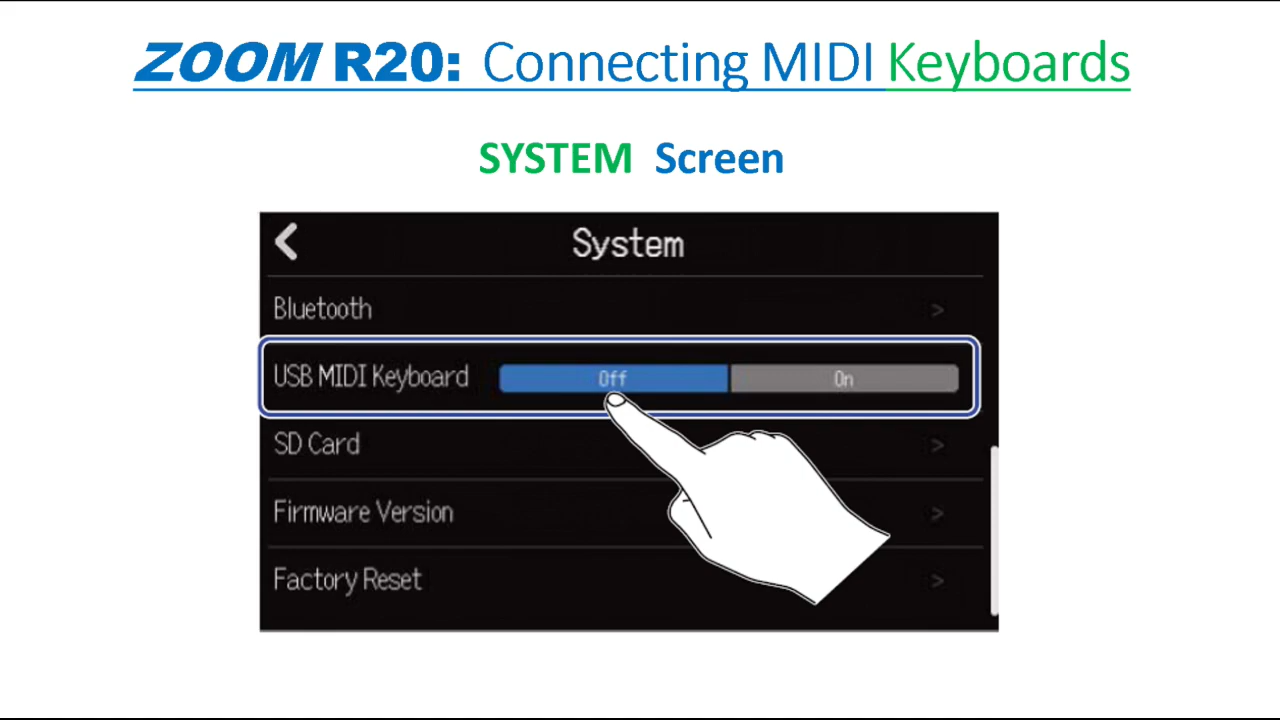 ZOOM R20: Connecting MIDI Keyboards
SYSTEM Screen
System
Bluetooth >
USB MIDI Keyboard Off On
SD Card >
Firmware Version >
Factory Reset >